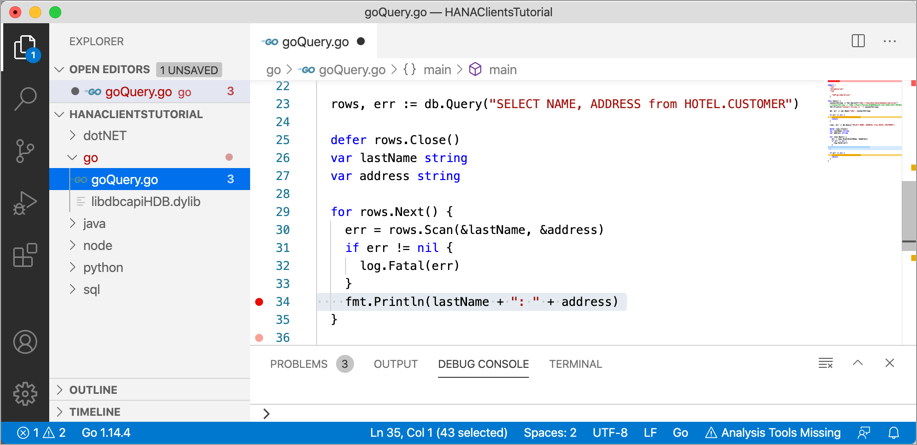 goQuery.go — HANAClientsTutorial
EXPLORER
OPEN EDITORS 1 UNSAVED
GO goQuery.go go 3
HANACLIENTSTUTORIAL
dotNET
go
GO goQuery.go 3
libdbcapiHDB.dylib
java
node
python
sql
OUTLINE
TIMELINE
1
GO goQuery.go
go > GO goQuery.go > {} main > main
22
23 rows, err := db.Query("SELECT NAME, ADDRESS from HOTEL.CUSTOMER")
24
25 defer rows.Close()
26 var lastName string
27 var address string
28
29 for rows.Next() {
30 err = rows.Scan(&lastName, &address)
31 if err != nil {
32 log.Fatal(err)
33 }
34 fmt.Println(lastName + ": " + address)
35 }
36
PROBLEMS 3 OUTPUT DEBUG CONSOLE TERMINAL
>
1 2 Go 1.14.4 Ln 35, Col 1 (43 selected) Spaces: 2 UTF-8 LF Go Analysis Tools Missing